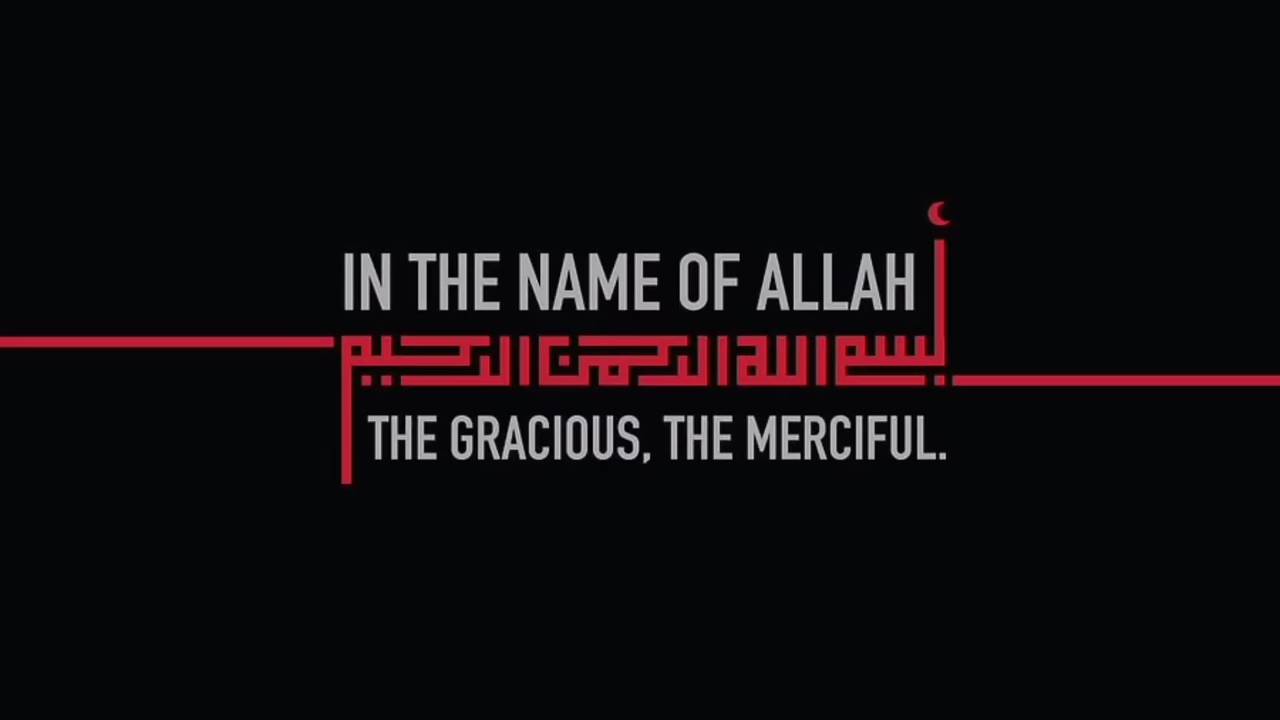 IN THE NAME OF ALLAH
بسم الله الرحمن الرحيم
THE GRACIOUS, THE MERCIFUL.